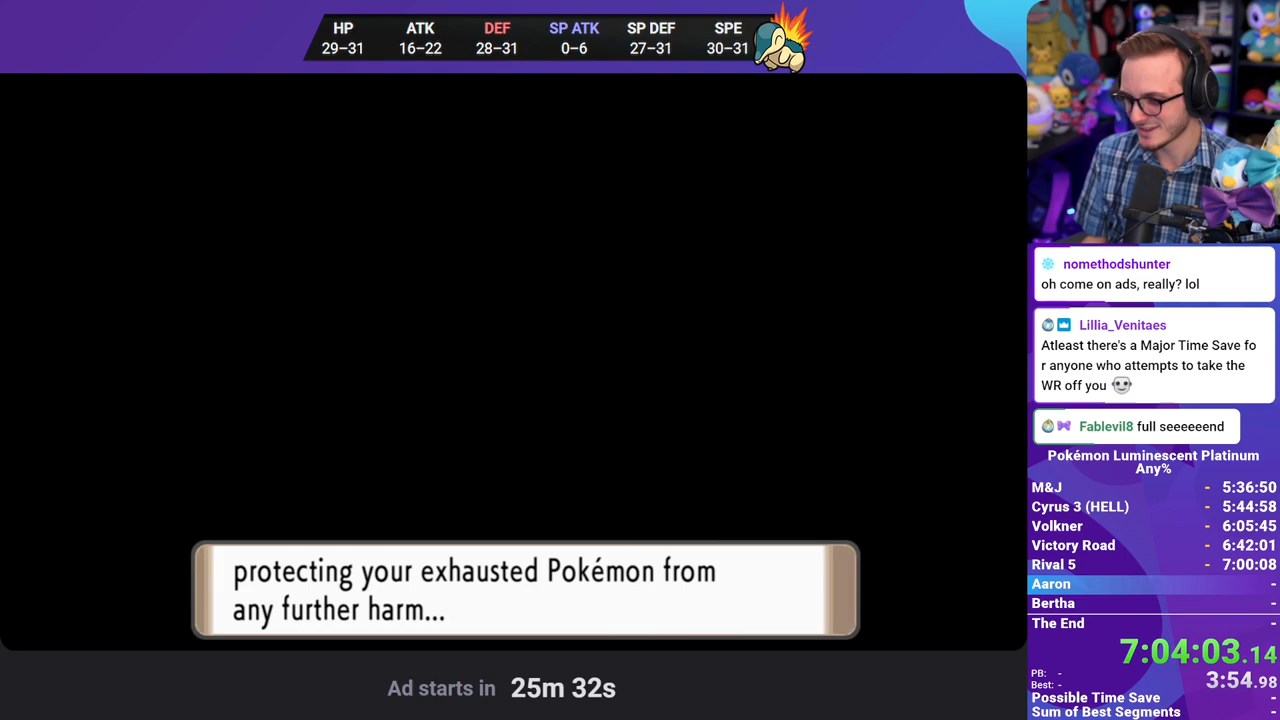 HP ATK DEF SP ATK SP DEF SPE
29–31 16–22 28–31 0–6 27–31 30–31
protecting your exhausted Pokémon from
any further harm...
Ad starts in 25m 32s
nomethodshunter
oh come on ads, really? lol
Lillia_Venitaes
Atleast there's a Major Time Save fo
r anyone who attempts to take the
WR off you
Fablevil8 full seeeeeend
Pokémon Luminescent Platinum
Any%
M&J - 5:36:50
Cyrus 3 (HELL) - 5:44:58
Volkner - 6:05:45
Victory Road - 6:42:01
Rival 5 - 7:00:08
Aaron -
Bertha -
The End -
7:04:03.14
PB: -
Best: - 3:54.98
Possible Time Save -
Sum of Best Segments -